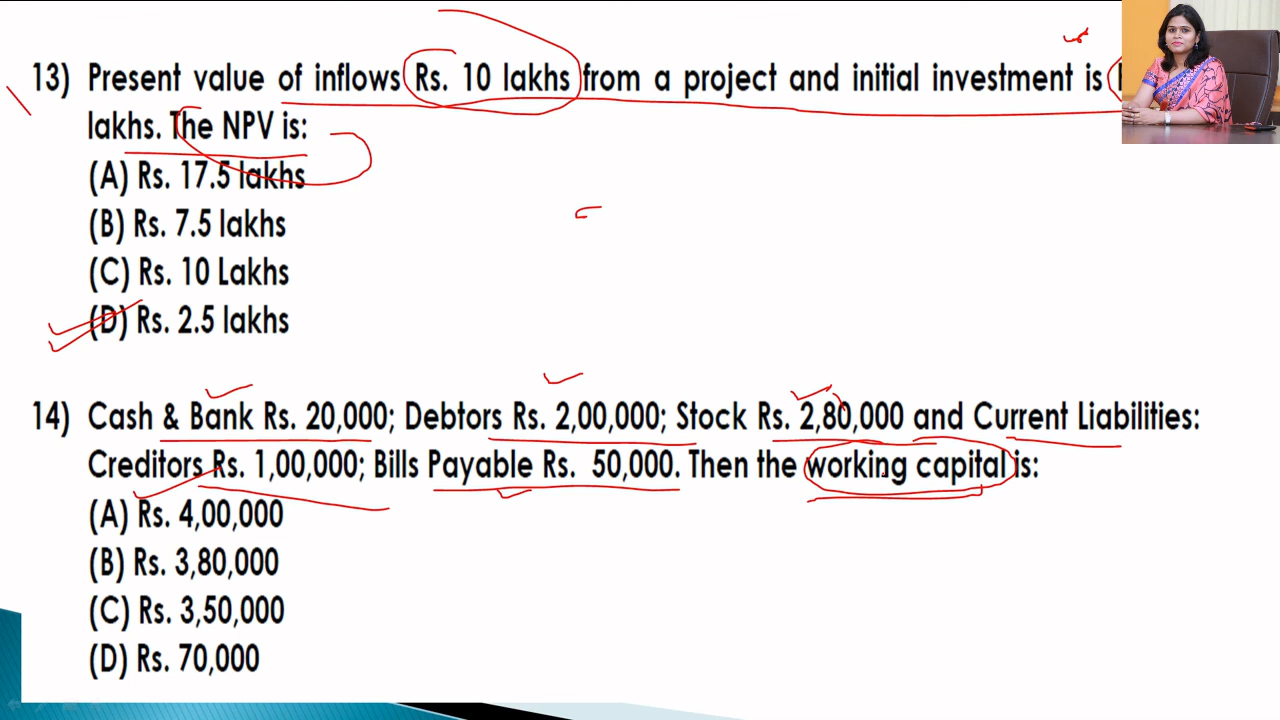 13) Present value of inflows Rs. 10 lakhs from a project and initial investment is
lakhs. The NPV is:
(A) Rs. 17.5 lakhs
(B) Rs. 7.5 lakhs
(C) Rs. 10 Lakhs
(D) Rs. 2.5 lakhs
14) Cash & Bank Rs. 20,000; Debtors Rs. 2,00,000; Stock Rs. 2,80,000 and Current Liabilities:
Creditors Rs. 1,00,000; Bills Payable Rs. 50,000. Then the working capital is:
(A) Rs. 4,00,000
(B) Rs. 3,80,000
(C) Rs. 3,50,000
(D) Rs. 70,000